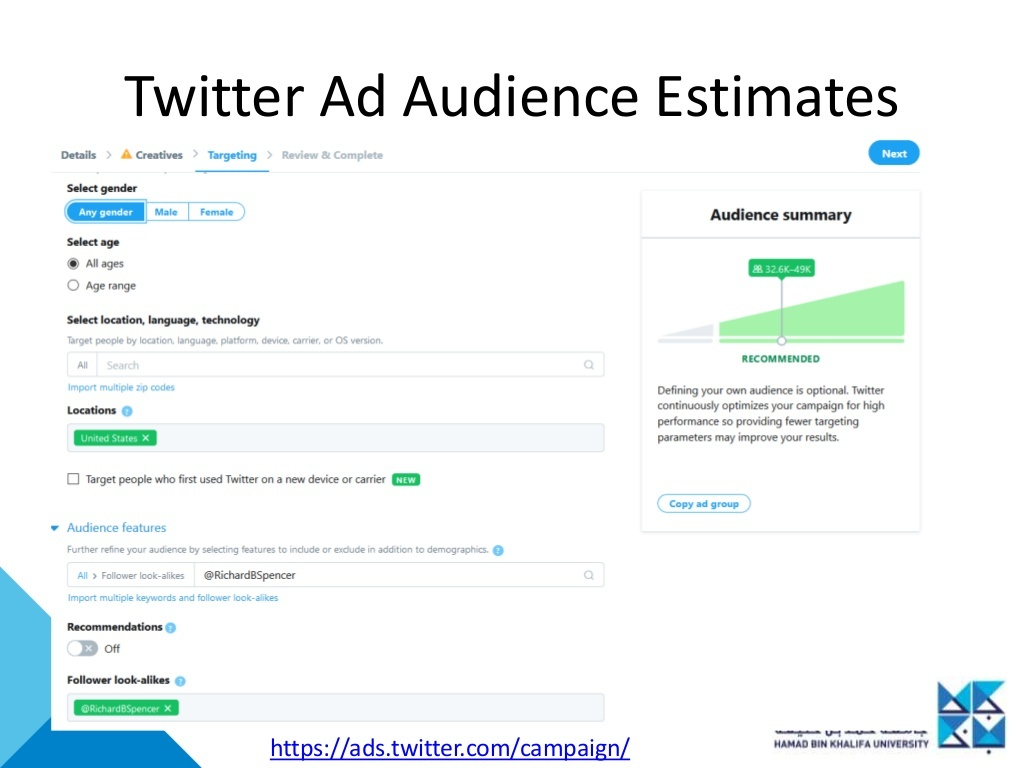 Twitter Ad Audience Estimates
Details > Creatives > Targeting > Review & Complete
Next
Select gender
Any gender Male Female
Select age
All ages
Age range
Select location, language, technology
Target people by location, language, platform, device, carrier, or OS version.
All Search
Import multiple zip codes
Locations ?
United States ×
Target people who first used Twitter on a new device or carrier NEW
Audience features
Further refine your audience by selecting features to include or exclude in addition to demographics. ?
All > Follower look-alikes @RichardBSpencer
Import multiple keywords and follower look-alikes
Recommendations ?
Off
Follower look-alikes ?
@RichardBSpencer ×
Audience summary
32.6K–49K
RECOMMENDED
Defining your own audience is optional. Twitter
continuously optimizes your campaign for high
performance so providing fewer targeting
parameters may improve your results.
Copy ad group
https://ads.twitter.com/campaign/
HAMAD BIN KHALIFA UNIVERSITY